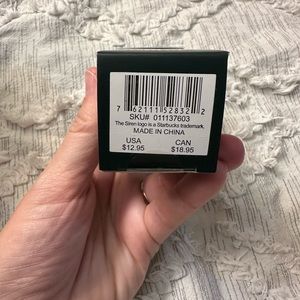 7 62111 52832 2
SKU# 011137603
The Siren logo is a Starbucks trademark.
MADE IN CHINA
USA CAN
$12.95 $18.95